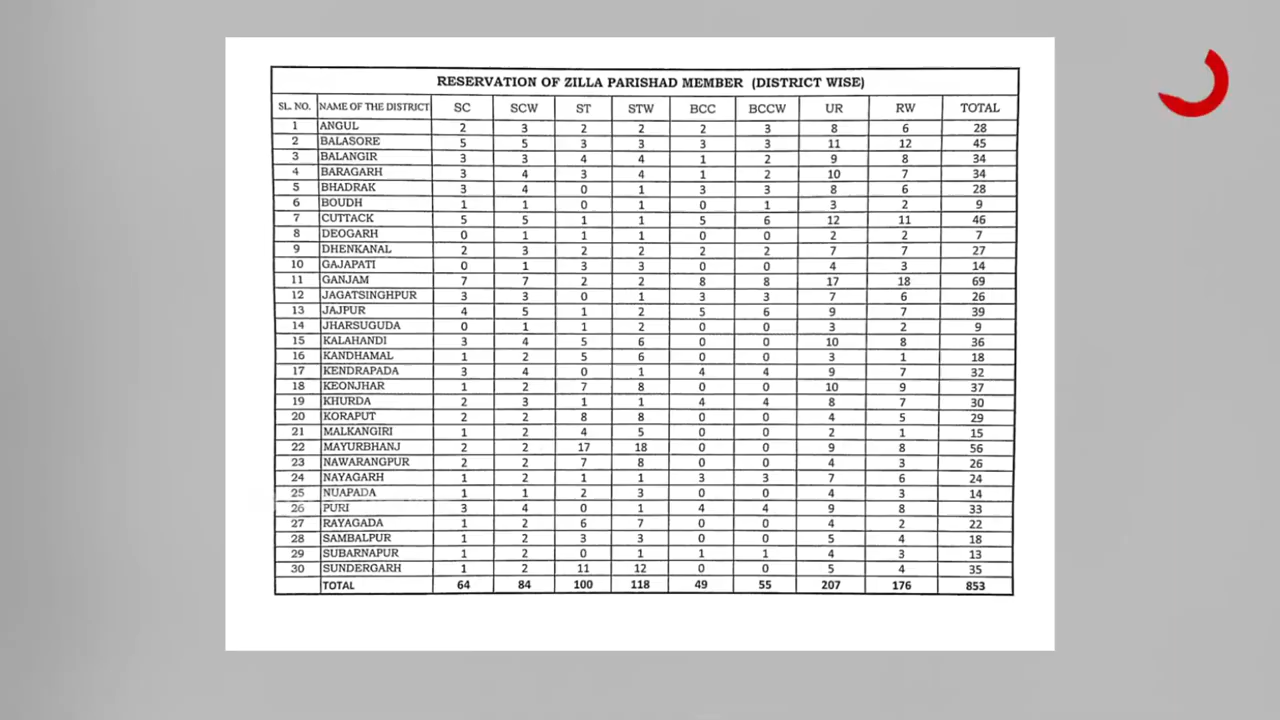 RESERVATION OF ZILLA PARISHAD MEMBER (DISTRICT WISE)
SL. NO. NAME OF THE DISTRICT SC SCW ST STW BCC BCCW UR RW TOTAL
1 ANGUL 2 3 2 2 2 3 8 6 28
2 BALASORE 5 5 3 3 3 3 11 12 45
3 BALANGIR 3 3 4 4 1 2 9 8 34
4 BARAGARH 3 4 3 4 1 2 10 7 34
5 BHADRAK 3 4 0 1 3 3 8 6 28
6 BOUDH 1 1 0 1 0 1 3 2 9
7 CUTTACK 5 5 1 1 5 6 12 11 46
8 DEOGARH 0 1 1 1 0 0 2 2 7
9 DHENKANAL 2 3 2 2 2 2 7 7 27
10 GAJAPATI 0 1 3 3 0 0 4 3 14
11 GANJAM 7 7 2 2 8 8 17 18 69
12 JAGATSINGHPUR 3 3 0 1 3 3 7 6 26
13 JAJPUR 4 5 1 2 5 6 9 7 39
14 JHARSUGUDA 0 1 1 2 0 0 3 2 9
15 KALAHANDI 3 4 5 6 0 0 10 8 36
16 KANDHAMAL 1 2 5 6 0 0 3 1 18
17 KENDRAPADA 3 4 0 1 4 4 9 7 32
18 KEONJHAR 1 2 7 8 0 0 10 9 37
19 KHURDA 2 3 1 1 4 4 8 7 30
20 KORAPUT 2 2 8 8 0 0 4 5 29
21 MALKANGIRI 1 2 4 5 0 0 2 1 15
22 MAYURBHANJ 2 2 17 18 0 0 9 8 56
23 NAWARANGPUR 2 2 7 8 0 0 4 3 26
24 NAYAGARH 1 2 1 1 3 3 7 6 24
25 NUAPADA 1 1 2 3 0 0 4 3 14
26 PURI 3 4 0 1 4 4 9 8 33
27 RAYAGADA 1 2 6 7 0 0 4 2 22
28 SAMBALPUR 1 2 3 3 0 0 5 4 18
29 SUBARNAPUR 1 2 0 1 1 1 4 3 13
30 SUNDERGARH 1 2 11 12 0 0 5 4 35
TOTAL 64 84 100 118 49 55 207 176 853